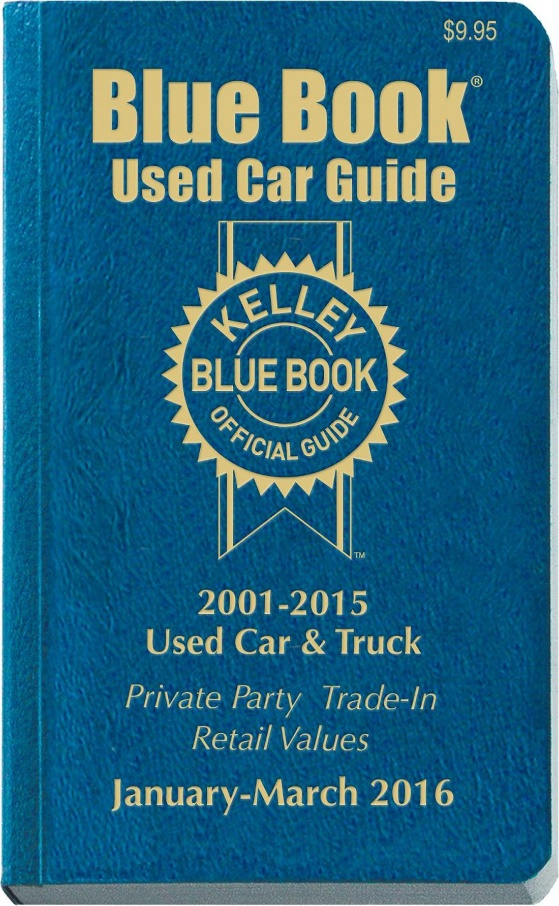 $9.95
Blue Book®
Used Car Guide
KELLEY
BLUE BOOK
OFFICIAL GUIDE
TM
2001-2015
Used Car & Truck
Private Party Trade-In
Retail Values
January-March 2016